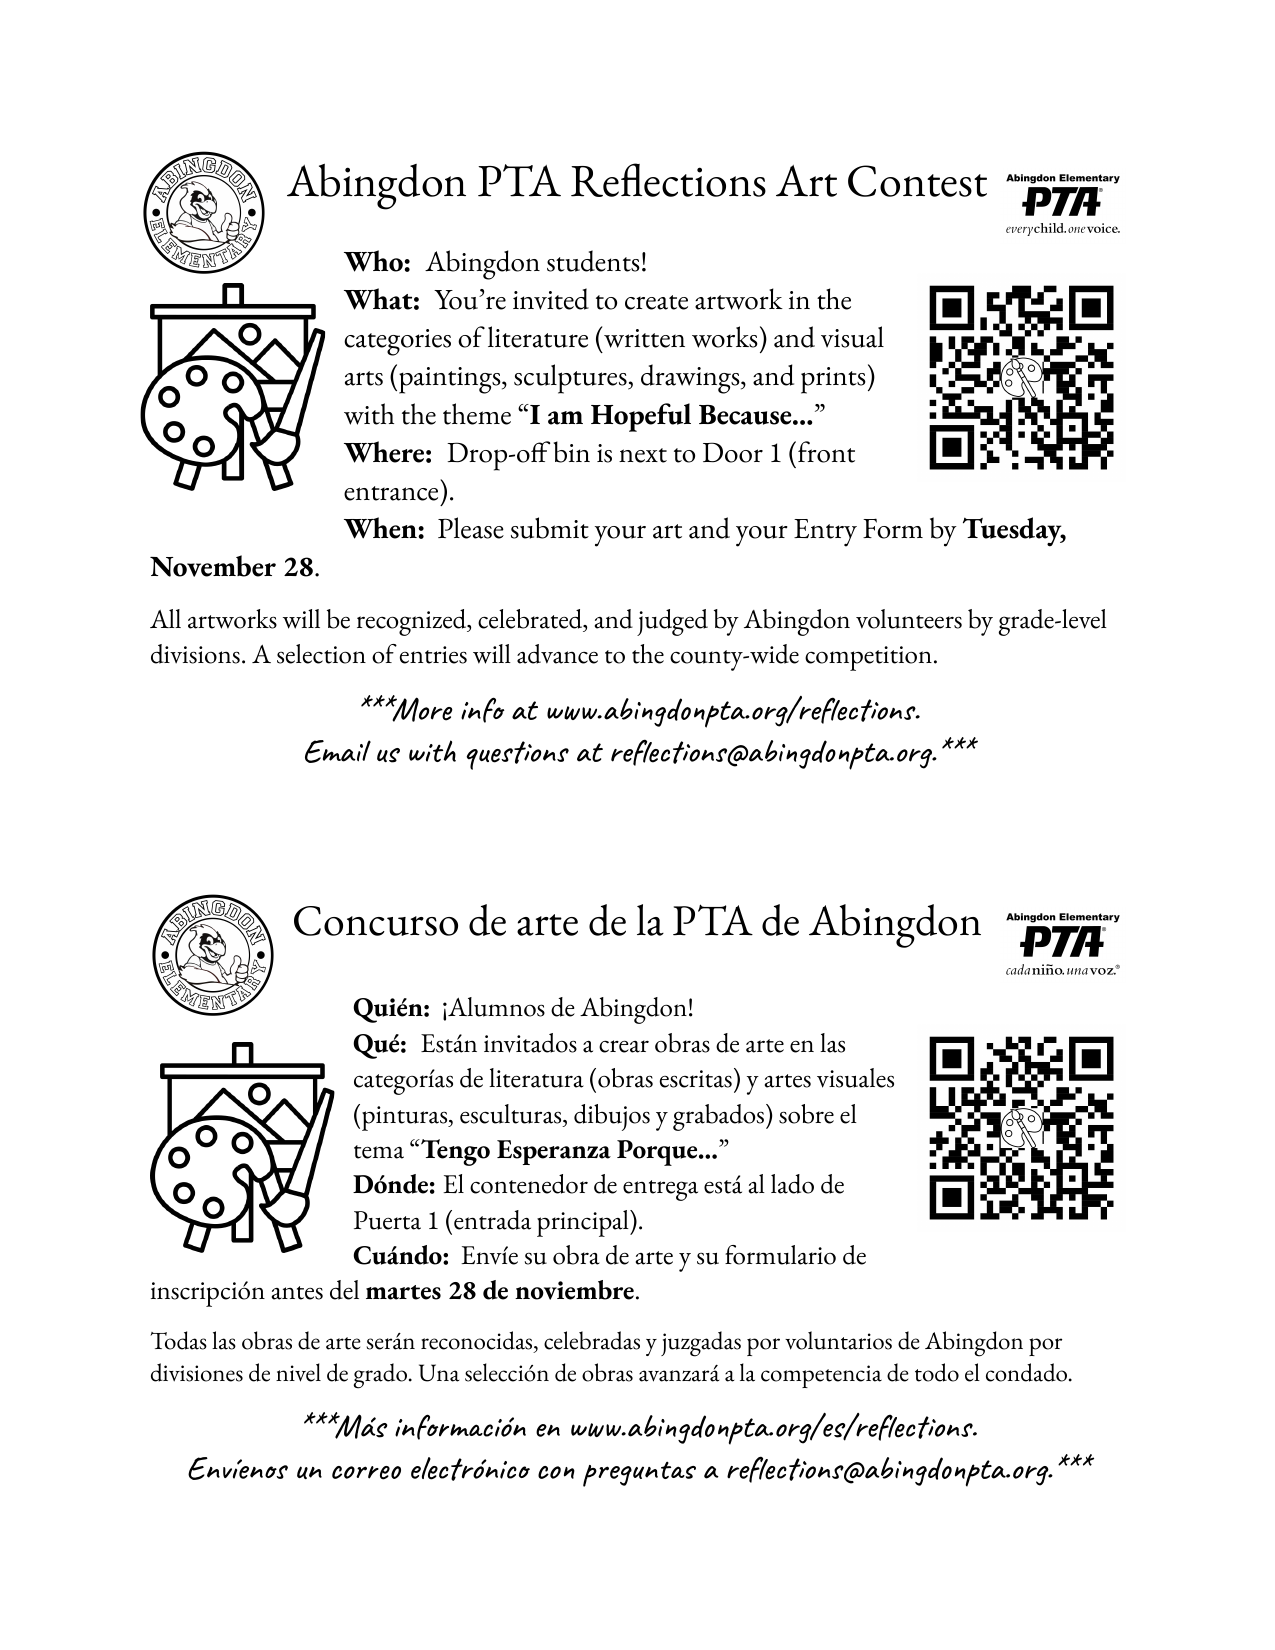 ABINGDON
ELEMENTARY
Abingdon PTA Reflections Art Contest
Abingdon Elementary
PTA®
everychild.onevoice.
Who:  Abingdon students!
What:  You’re invited to create artwork in the
categories of literature (written works) and visual
arts (paintings, sculptures, drawings, and prints)
with the theme “I am Hopeful Because...”
Where:  Drop-off bin is next to Door 1 (front
entrance).
When:  Please submit your art and your Entry Form by Tuesday,
November 28.
All artworks will be recognized, celebrated, and judged by Abingdon volunteers by grade-level
divisions. A selection of entries will advance to the county-wide competition.
***More info at www.abingdonpta.org/reflections.
Email us with questions at reflections@abingdonpta.org.***
ABINGDON
ELEMENTARY
Concurso de arte de la PTA de Abingdon
Abingdon Elementary
PTA®
cadaniño.unavoz.®
Quién:  ¡Alumnos de Abingdon!
Qué:  Están invitados a crear obras de arte en las
categorías de literatura (obras escritas) y artes visuales
(pinturas, esculturas, dibujos y grabados) sobre el
tema “Tengo Esperanza Porque...”
Dónde: El contenedor de entrega está al lado de
Puerta 1 (entrada principal).
Cuándo:  Envíe su obra de arte y su formulario de
inscripción antes del martes 28 de noviembre.
Todas las obras de arte serán reconocidas, celebradas y juzgadas por voluntarios de Abingdon por
divisiones de nivel de grado. Una selección de obras avanzará a la competencia de todo el condado.
***Más información en www.abingdonpta.org/es/reflections.
Envíenos un correo electrónico con preguntas a reflections@abingdonpta.org.***